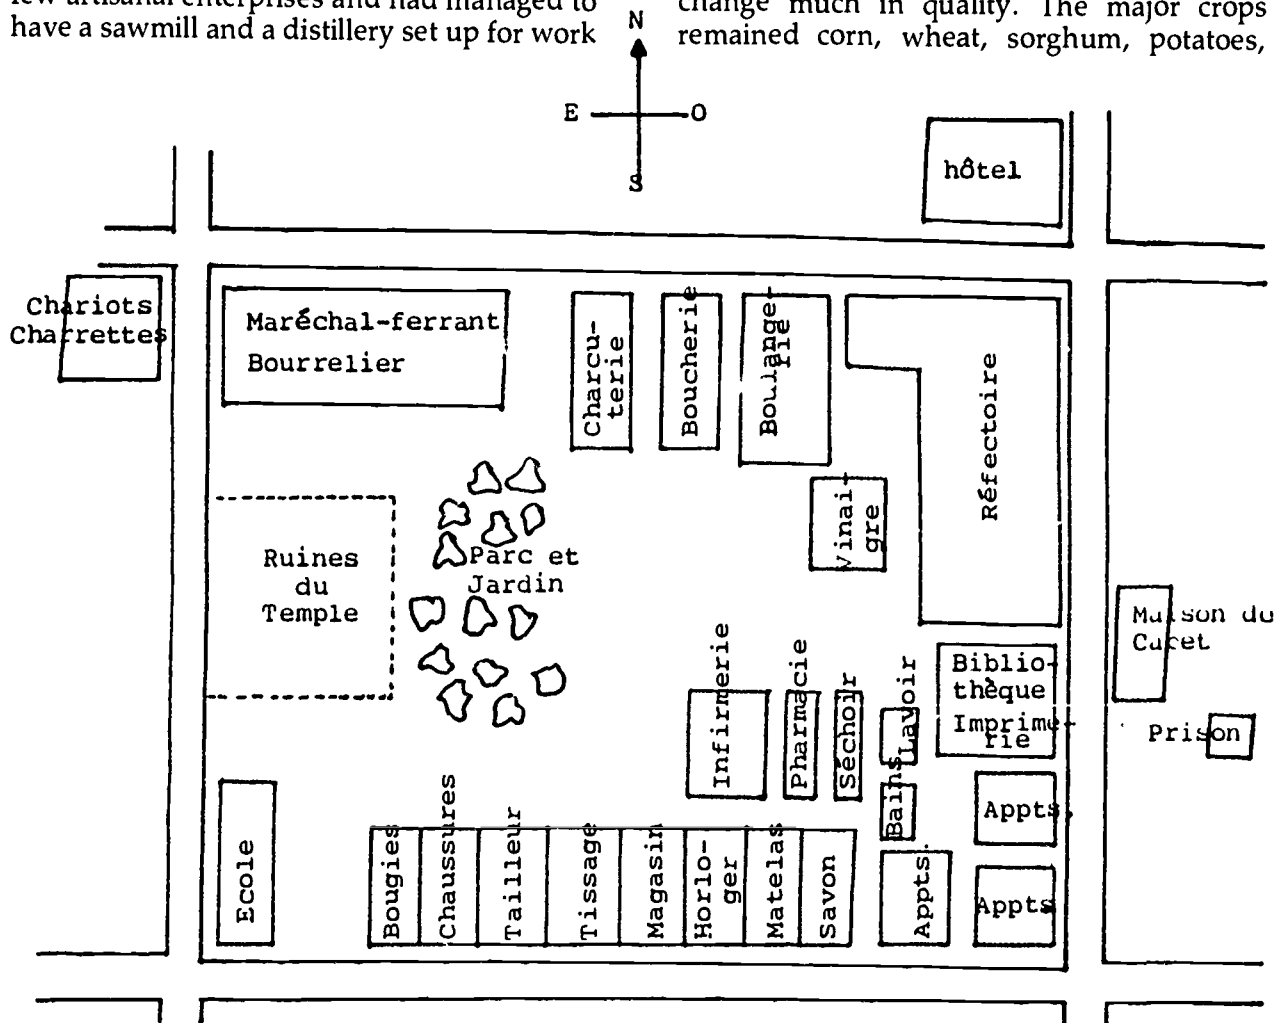 few artisanal enterprises and had managed to
have a sawmill and a distillery set up for work
change much in quality. The major crops
remained corn, wheat, sorghum, potatoes,
N
E
O
S
hôtel
Chariots
Charrettes
Maréchal-ferrant
Bourrelier
Charcu-
terie
Boucherie
Boulange-
rie
Réfectoire
Vinai-
gre
Ruines
du
Temple
Parc et
Jardin
Maison du
Cabet
Biblio-
thèque
Imprime-
rie
Prison
Infirmerie
Pharmacie
Séchoir
Lavoir
Bains
Appts.
Appts.
Appts
Ecole
Bougies
Chaussures
Tailleur
Tissage
Magasin
Horlo-
ger
Matelas
Savon